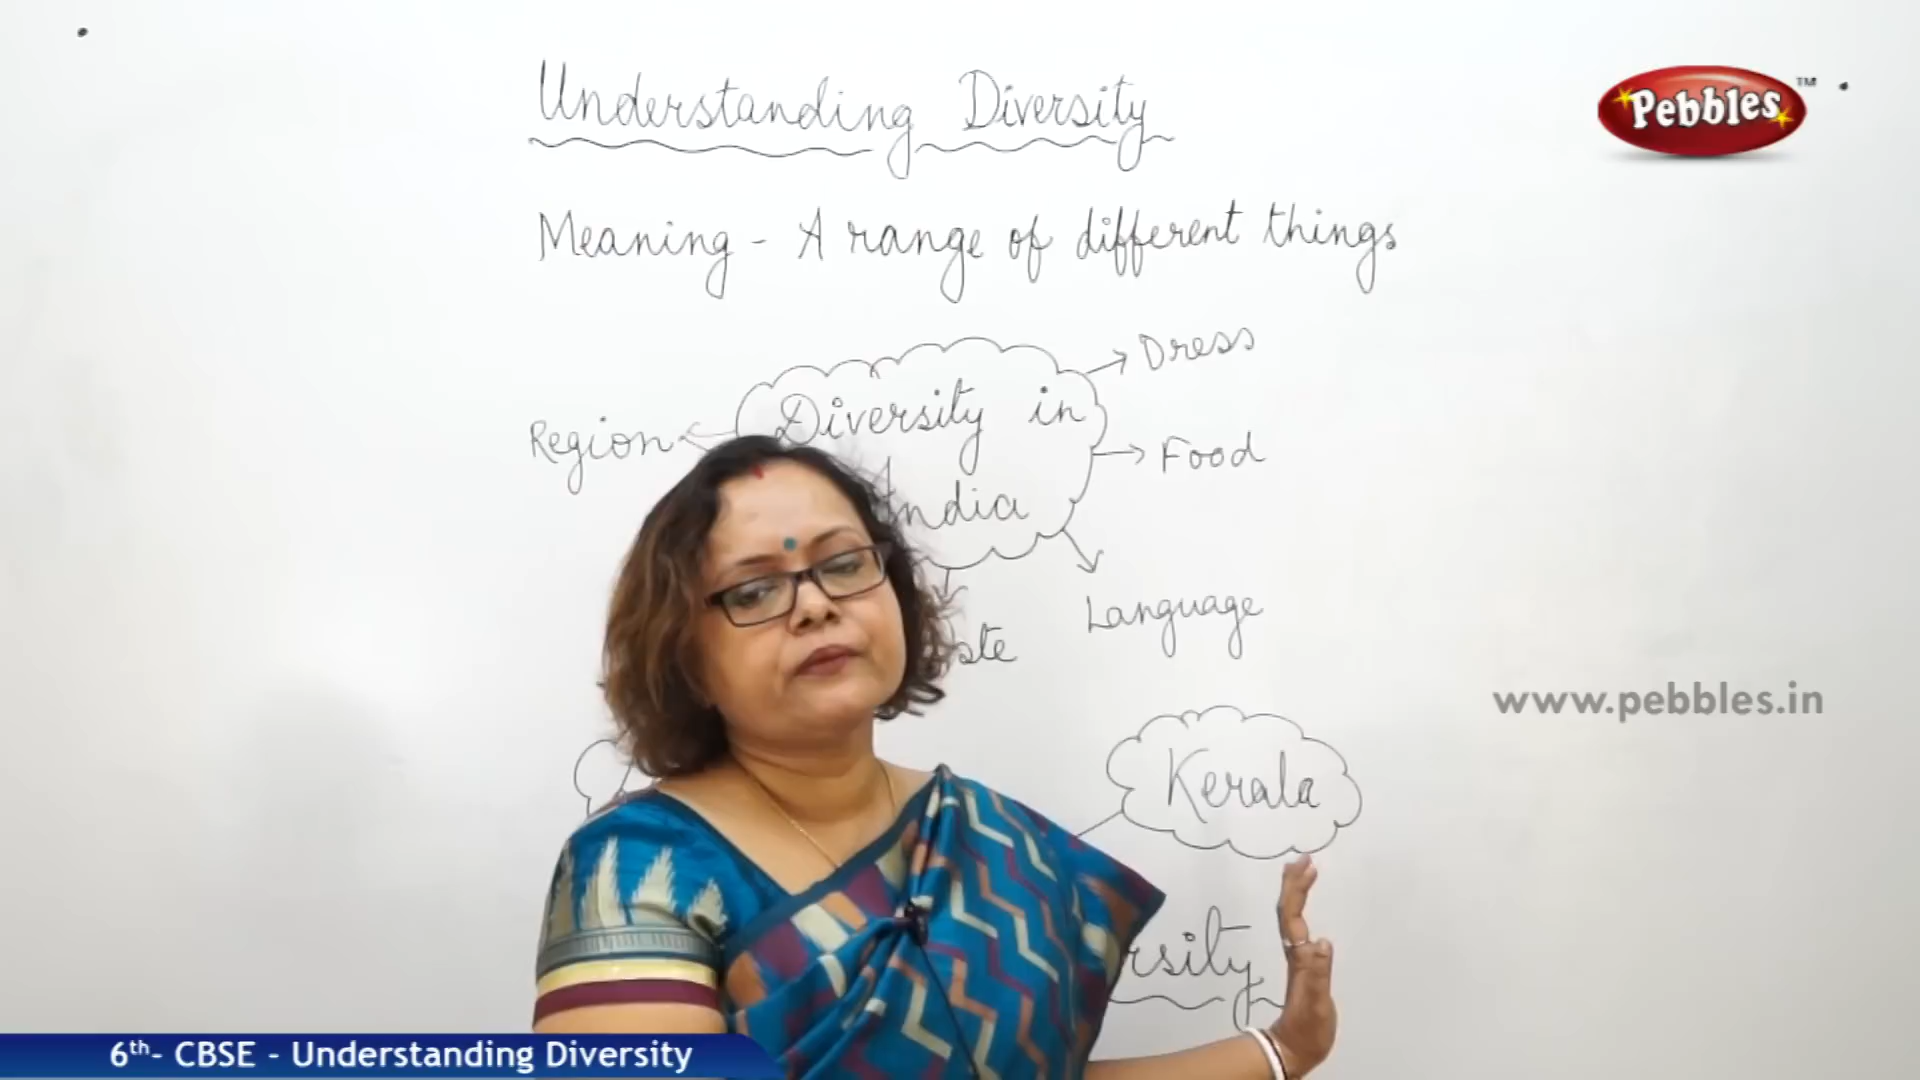 Understanding Diversity
Pebbles™
Meaning - A range of different things
Dress
Region
Diversity in
Food
India
Language
www.pebbles.in
Kerala
6th- CBSE - Understanding Diversity